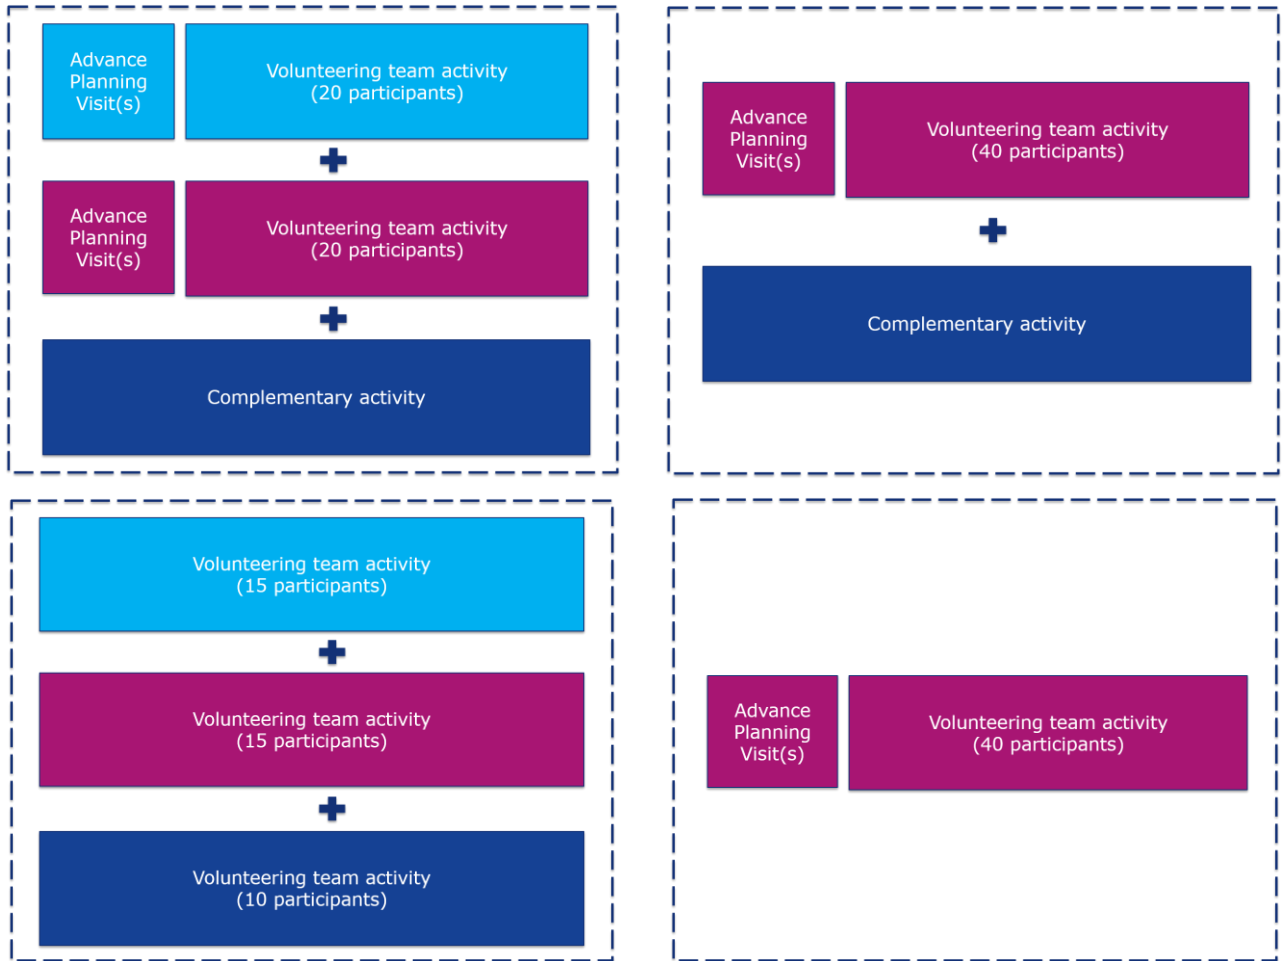 Advance
Planning
Visit(s)
Volunteering team activity
(20 participants)
Advance
Planning
Visit(s)
Volunteering team activity
(20 participants)
Complementary activity
Advance
Planning
Visit(s)
Volunteering team activity
(40 participants)
Complementary activity
Volunteering team activity
(15 participants)
Volunteering team activity
(15 participants)
Volunteering team activity
(10 participants)
Advance
Planning
Visit(s)
Volunteering team activity
(40 participants)